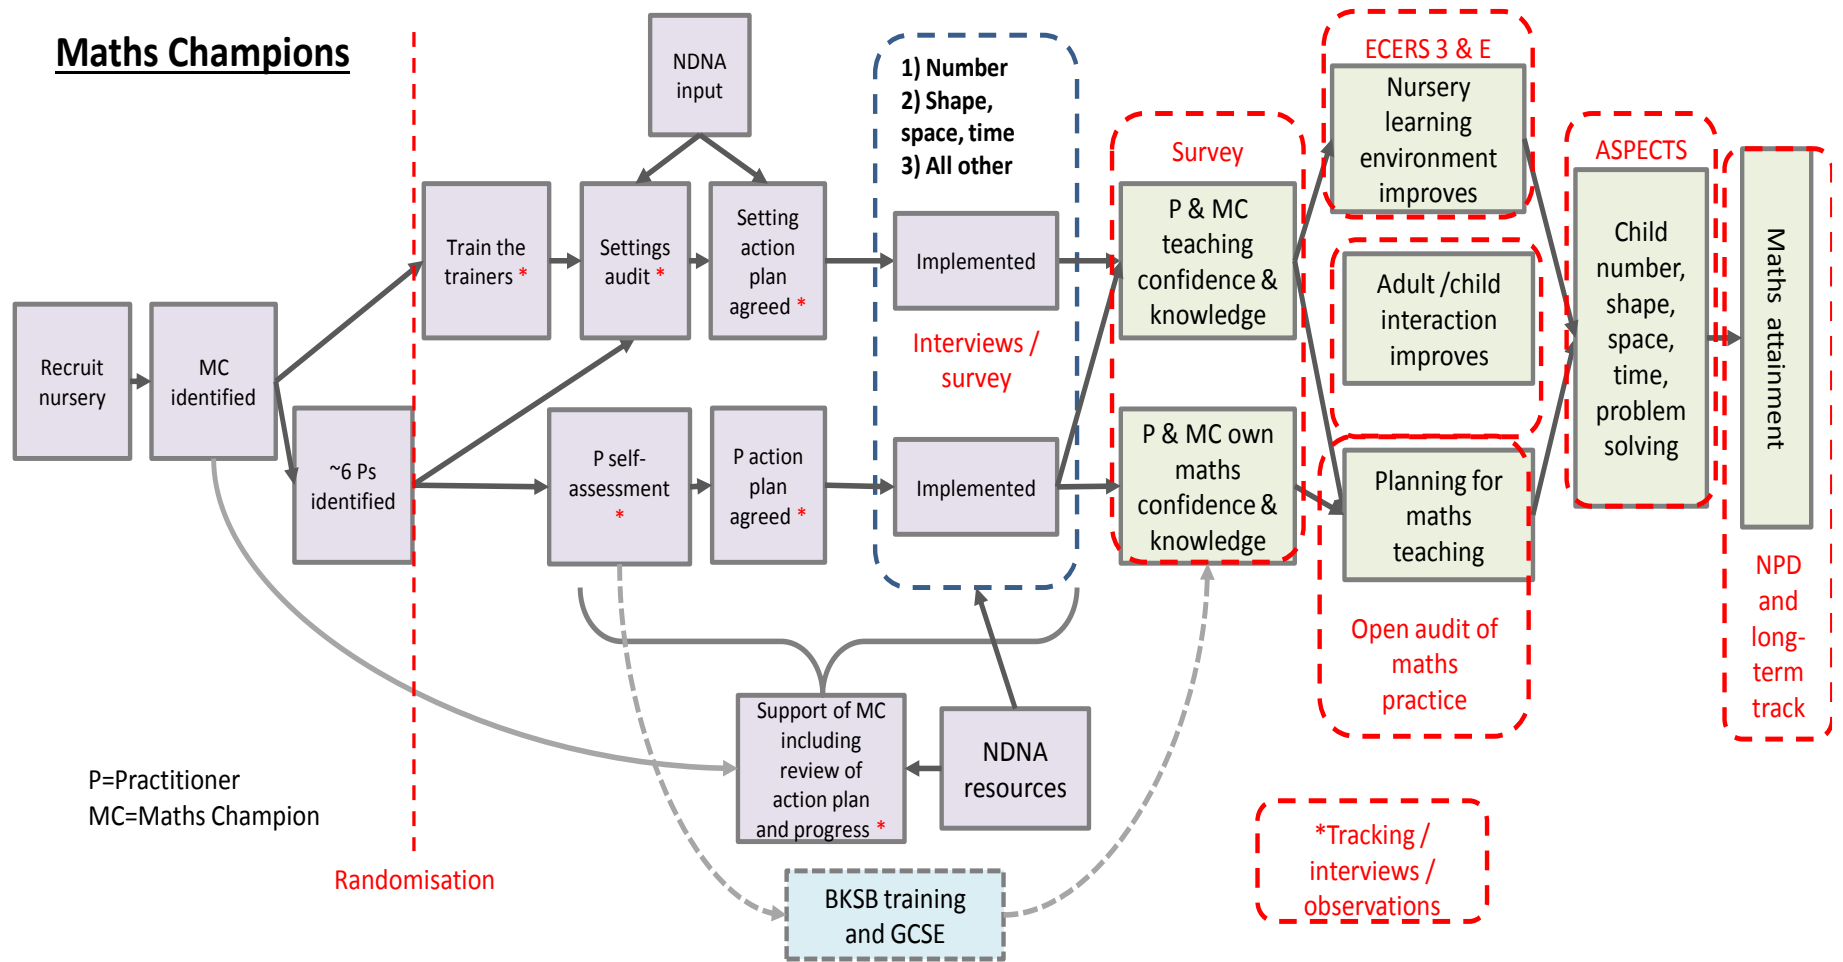 Maths Champions
NDNA
input
1) Number
2) Shape,
space, time
3) All other
ECERS 3 & E
Nursery
learning
environment
improves
Survey
ASPECTS
Train the
trainers *
Settings
audit *
Setting
action
plan
agreed *
Implemented
P & MC
teaching
confidence &
knowledge
Adult /child
interaction
improves
Child
number,
shape,
space,
time,
problem
solving
Maths attainment
Recruit
nursery
MC
identified
Interviews /
survey
~6 Ps
identified
P self-
assessment
*
P action
plan
agreed *
Implemented
P & MC own
maths
confidence &
knowledge
Planning for
maths
teaching
NPD
and
long-
term
track
Open audit of
maths
practice
Support of MC
including
review of
action plan
and progress *
NDNA
resources
P=Practitioner
MC=Maths Champion
Randomisation
*Tracking /
interviews /
observations
BKSB training
and GCSE